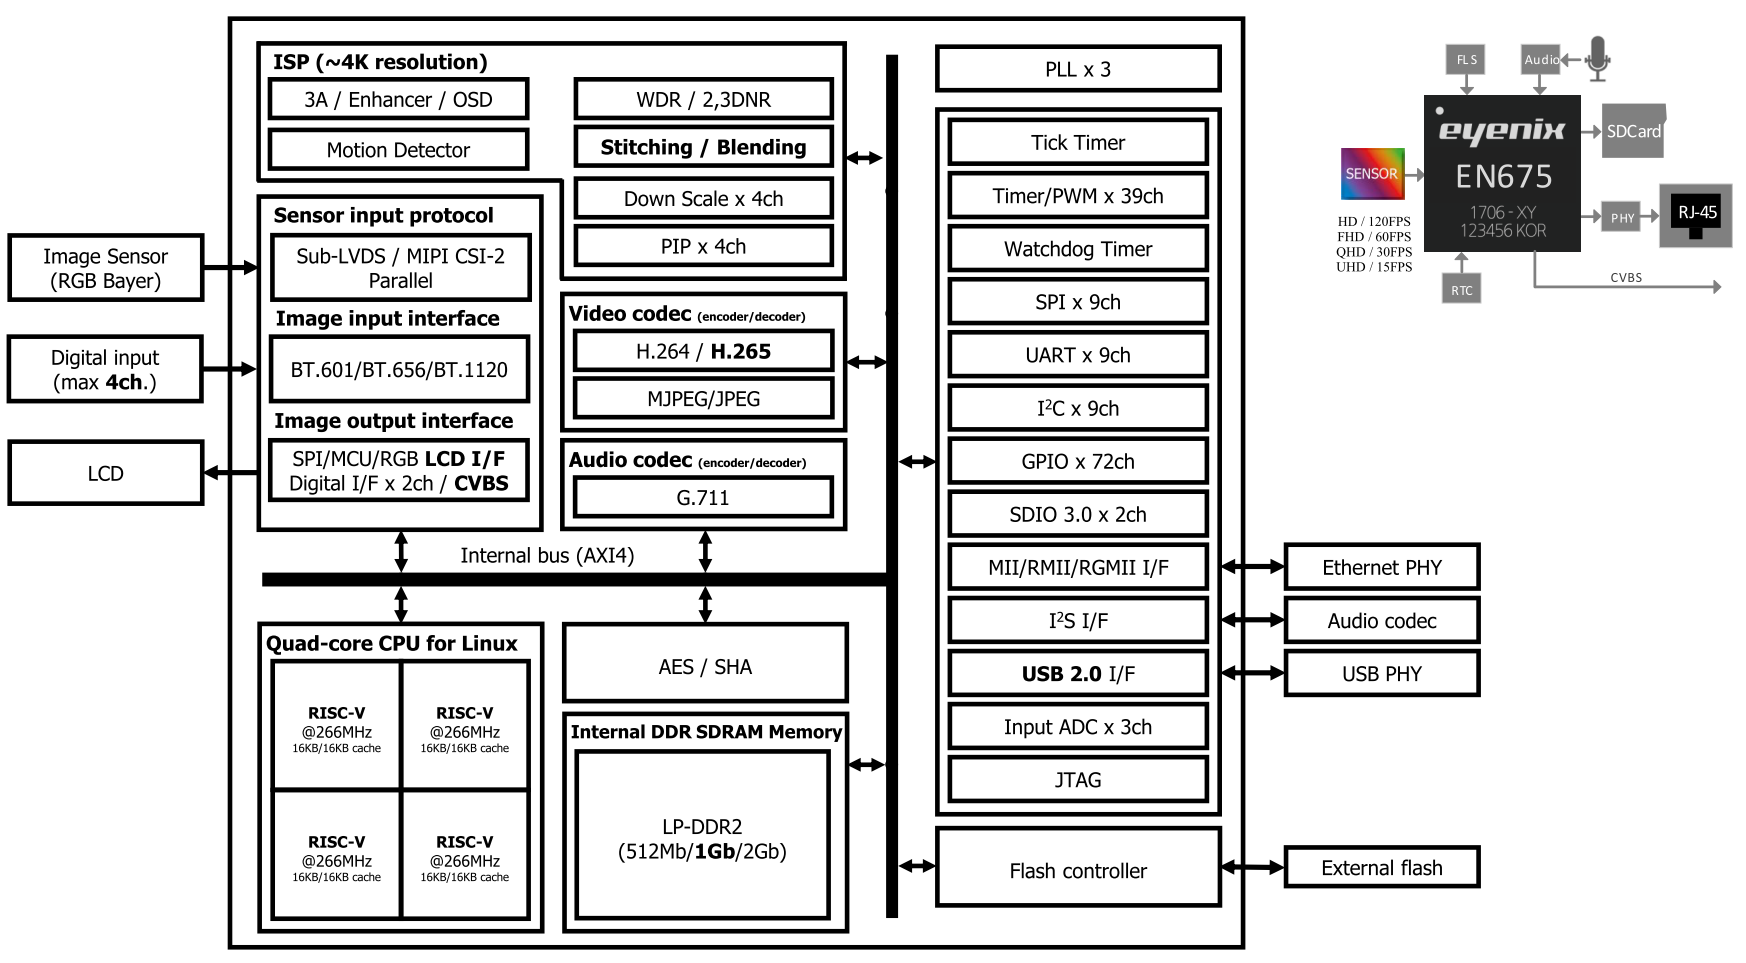 ISP (~4K resolution)
3A / Enhancer / OSD
Motion Detector
WDR / 2,3DNR
Stitching / Blending
Down Scale x 4ch
PIP x 4ch
Sensor input protocol
Sub-LVDS / MIPI CSI-2
Parallel
Image input interface
BT.601/BT.656/BT.1120
Image output interface
SPI/MCU/RGB LCD I/F
Digital I/F x 2ch / CVBS
Image Sensor
(RGB Bayer)
Digital input
(max 4ch.)
LCD
Video codec (encoder/decoder)
H.264 / H.265
MJPEG/JPEG
Audio codec (encoder/decoder)
G.711
Internal bus (AXI4)
Quad-core CPU for Linux
RISC-V
@266MHz
16KB/16KB cache
RISC-V
@266MHz
16KB/16KB cache
RISC-V
@266MHz
16KB/16KB cache
RISC-V
@266MHz
16KB/16KB cache
AES / SHA
Internal DDR SDRAM Memory
LP-DDR2
(512Mb/1Gb/2Gb)
PLL x 3
Tick Timer
Timer/PWM x 39ch
Watchdog Timer
SPI x 9ch
UART x 9ch
I²C x 9ch
GPIO x 72ch
SDIO 3.0 x 2ch
MII/RMII/RGMII I/F
I²S I/F
USB 2.0 I/F
Input ADC x 3ch
JTAG
Flash controller
Ethernet PHY
Audio codec
USB PHY
External flash
FLS
Audio
eyenix
EN675
1706 - XY
123456 KOR
SENSOR
HD / 120FPS
FHD / 60FPS
QHD / 30FPS
UHD / 15FPS
SDCard
PHY
RJ-45
RTC
CVBS